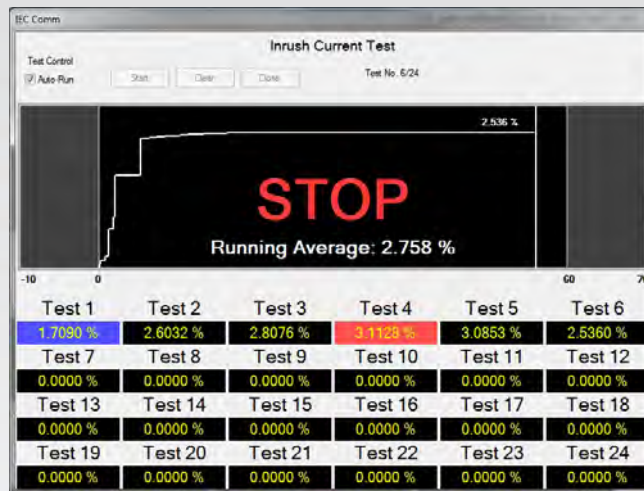 IEC Comm
Inrush Current Test
Test Control
Auto Run
Start Clear Close
Test No. 6/24
2.536 %
STOP
Running Average: 2.758 %
-10 0 60 70
Test 1 Test 2 Test 3 Test 4 Test 5 Test 6
1.7090 % 2.6032 % 2.8076 % 3.1128 % 3.0853 % 2.5360 %
Test 7 Test 8 Test 9 Test 10 Test 11 Test 12
0.0000 % 0.0000 % 0.0000 % 0.0000 % 0.0000 % 0.0000 %
Test 13 Test 14 Test 15 Test 16 Test 17 Test 18
0.0000 % 0.0000 % 0.0000 % 0.0000 % 0.0000 % 0.0000 %
Test 19 Test 20 Test 21 Test 22 Test 23 Test 24
0.0000 % 0.0000 % 0.0000 % 0.0000 % 0.0000 % 0.0000 %